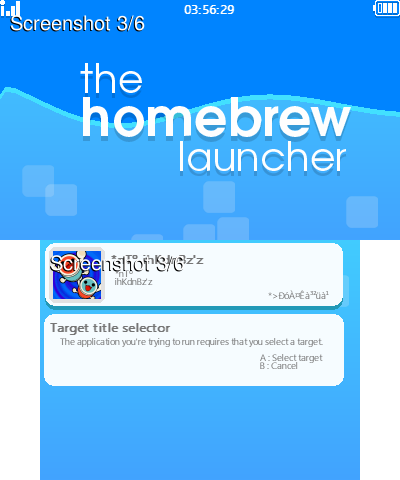 03:56:29
Screenshot 3/6
the
homebrew
launcher
Screenshot 3/6
ihKdnBz'z
Target title selector
The application you're trying to run requires that you select a target.
A : Select target
B : Cancel